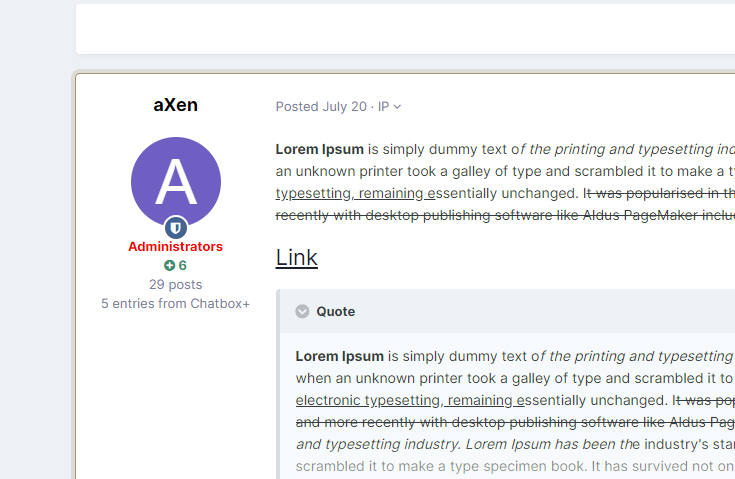 aXen
A
Administrators
6
29 posts
5 entries from Chatbox+
Posted July 20 · IP
Lorem Ipsum is simply dummy text of the printing and typesetting ind
an unknown printer took a galley of type and scrambled it to make a t
typesetting, remaining essentially unchanged. It was popularised in th
recently with desktop publishing software like Aldus PageMaker inclu
Link
Quote
Lorem Ipsum is simply dummy text of the printing and typesetting
when an unknown printer took a galley of type and scrambled it to
electronic typesetting, remaining essentially unchanged. It was pop
and more recently with desktop publishing software like Aldus Pag
and typesetting industry. Lorem Ipsum has been the industry's sta
scrambled it to make a type specimen book. It has survived not on